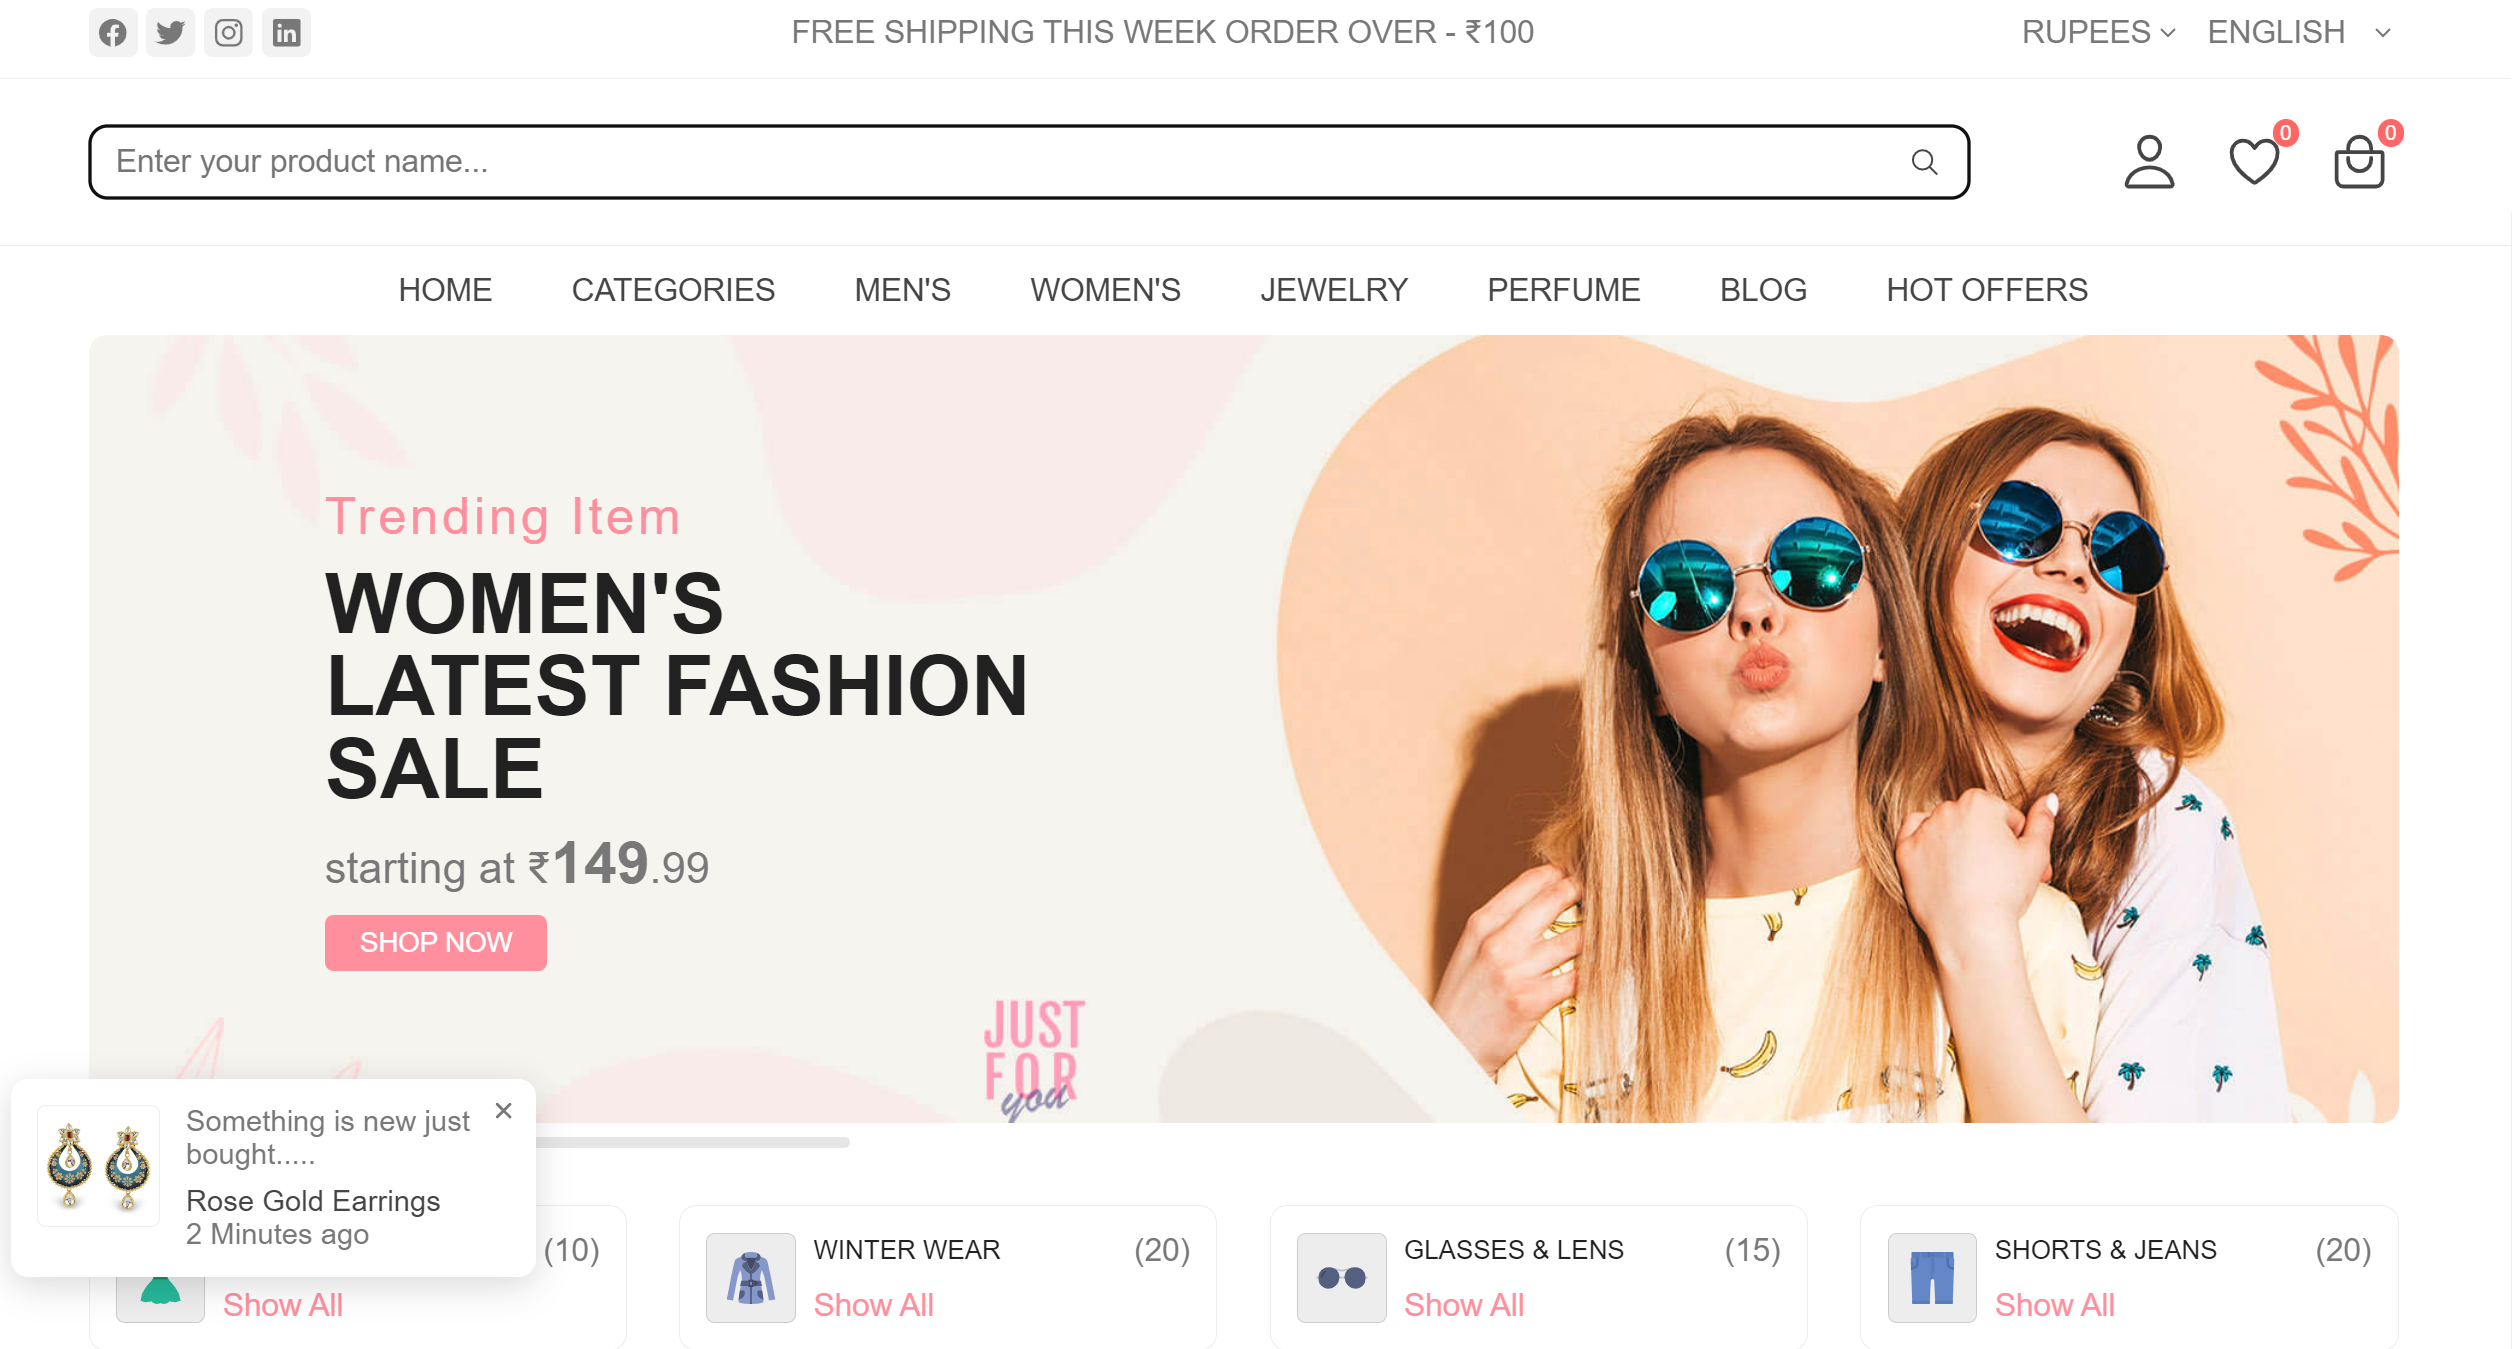 FREE SHIPPING THIS WEEK ORDER OVER - ₹100
RUPEES
ENGLISH
Enter your product name...
0
0
HOME
CATEGORIES
MEN'S
WOMEN'S
JEWELRY
PERFUME
BLOG
HOT OFFERS
Trending Item
WOMEN'S
LATEST FASHION
SALE
starting at ₹149.99
SHOP NOW
JUST
FOR
you
Something is new just
bought.....
Rose Gold Earrings
2 Minutes ago
(10)
Show All
WINTER WEAR
(20)
Show All
GLASSES & LENS
(15)
Show All
SHORTS & JEANS
(20)
Show All